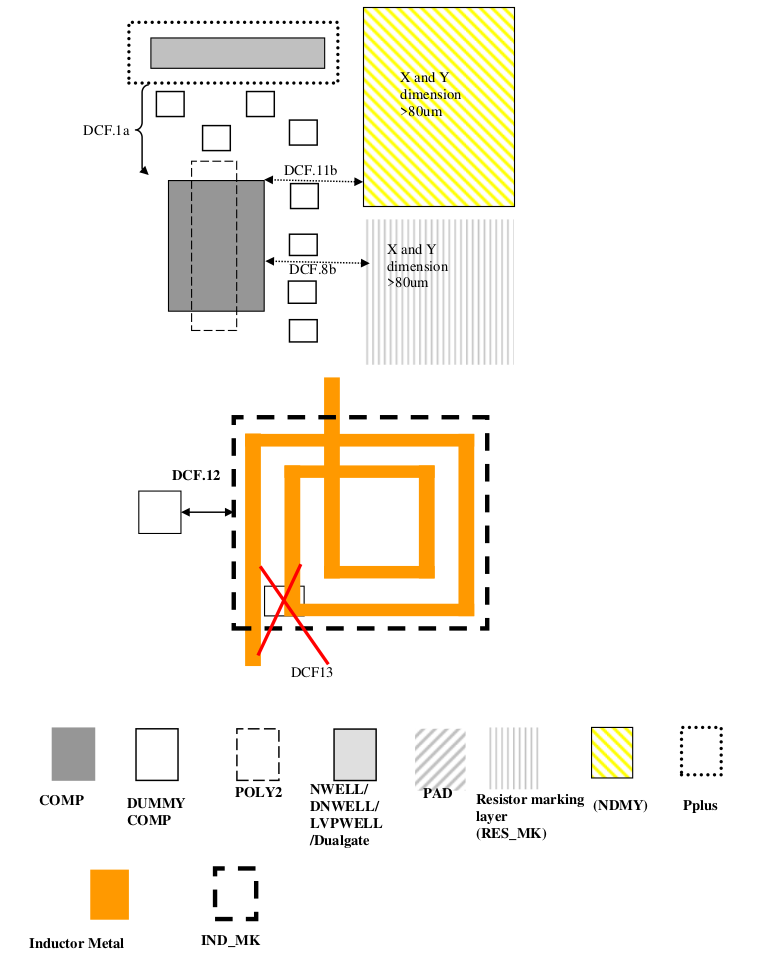 X and Y
dimension
>80um
DCF.1a
DCF.11b
X and Y
dimension
>80um
DCF.8b
DCF.12
DCF13
COMP
DUMMY
COMP
POLY2
NWELL/
DNWELL/
LVPWELL
/Dualgate
PAD
Resistor marking
layer
(RES_MK)
(NDMY)
Pplus
Inductor Metal
IND_MK